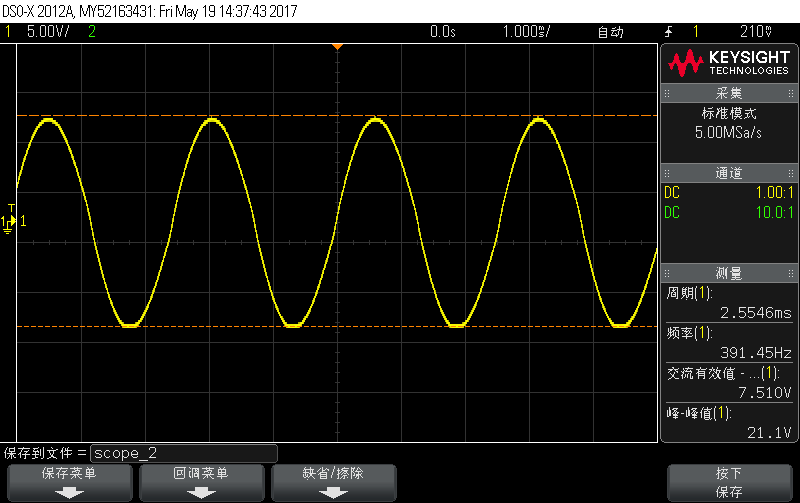 DSO-X 2012A, MY52163431: Fri May 19 14:37:43 2017
1 5.00V/ 2 0.0s 1.000ms/ 自动 1 210mV
KEYSIGHT
TECHNOLOGIES
采集
标准模式
5.00MSa/s
通道
DC 1.00:1
DC 10.0:1
T
1 1
测量
周期(1):
2.5546ms
频率(1):
391.45Hz
交流有效值 - ...(1):
7.510V
峰-峰值(1):
21.1V
保存到文件 = scope_2
保存菜单
回调菜单
缺省/擦除
按下
保存